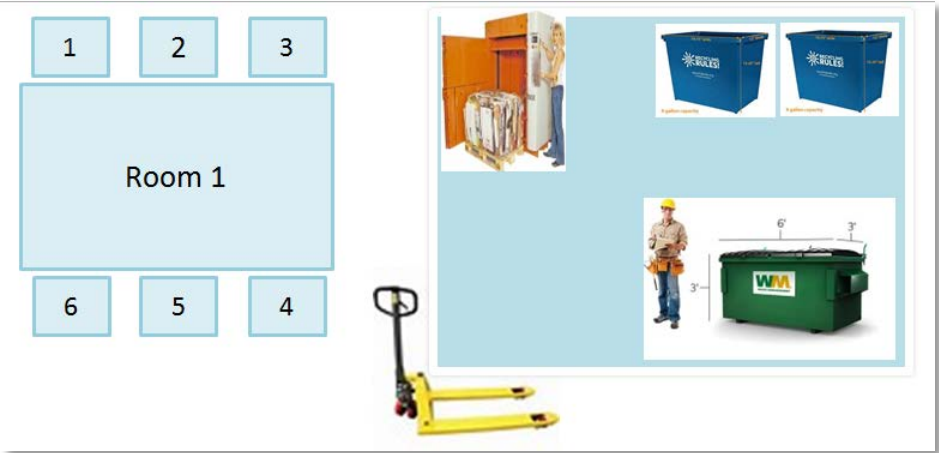 1
2
3
Room 1
6
5
4
RECYCLING
RULES!
RECYCLING
RULES!
6'
3'
3'
WM